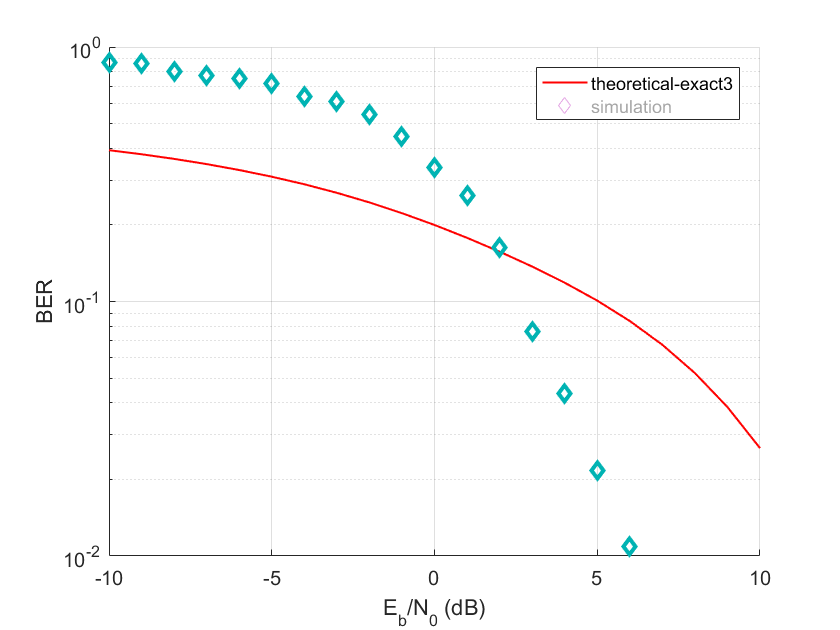 10^0
theoretical-exact3
simulation
BER
10^-1
10^-2
-10
-5
0
5
10
E_b/N_0 (dB)